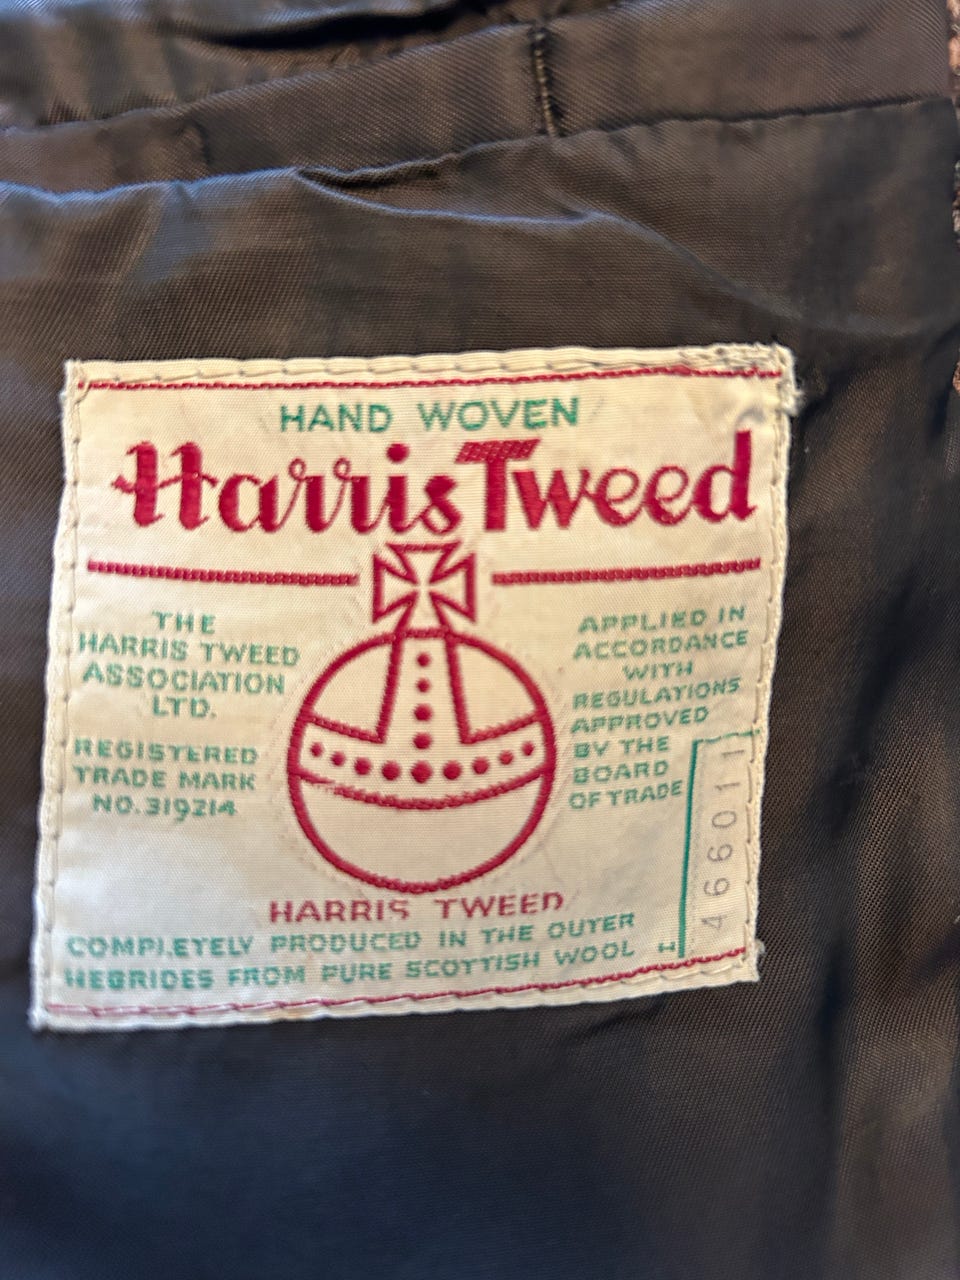 HAND WOVEN
Harris Tweed
THE
HARRIS TWEED
ASSOCIATION
LTD.
REGISTERED
TRADE MARK
NO. 319214
APPLIED IN
ACCORDANCE
WITH
REGULATIONS
APPROVED
BY THE
BOARD
OF TRADE
HARRIS TWEED
COMPLETELY PRODUCED IN THE OUTER
HEBRIDES FROM PURE SCOTTISH WOOL